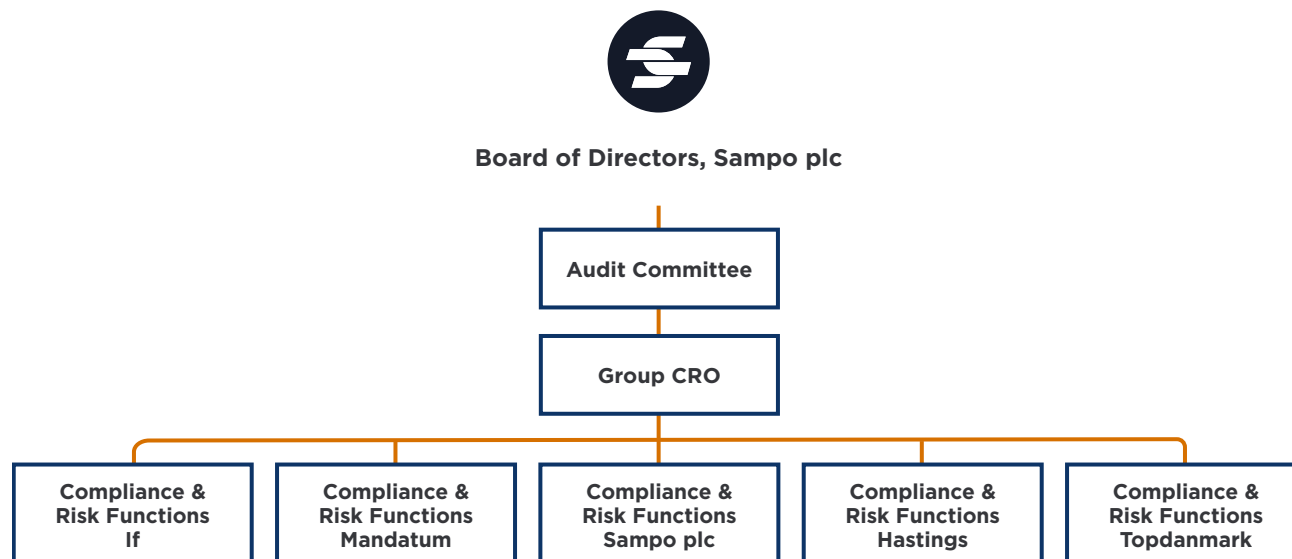 Board of Directors, Sampo plc
Audit Committee
Group CRO
Compliance &
Risk Functions
If
Compliance &
Risk Functions
Mandatum
Compliance &
Risk Functions
Sampo plc
Compliance &
Risk Functions
Hastings
Compliance &
Risk Functions
Topdanmark